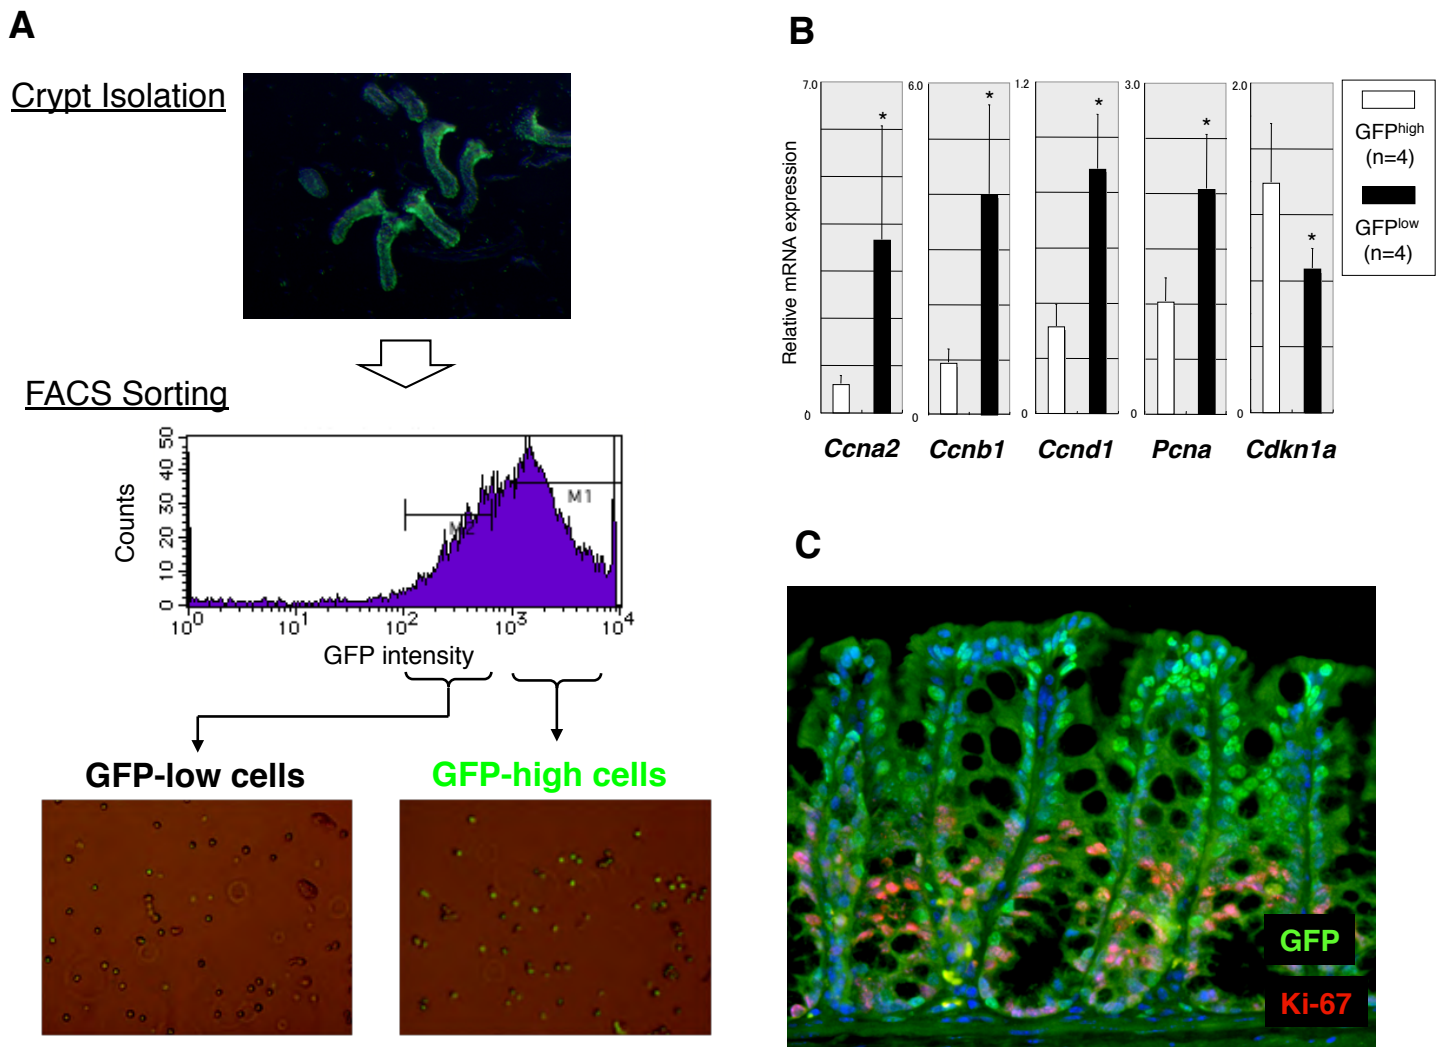 A
Crypt Isolation
FACS Sorting
Counts
50
40
30
20
10
0
M1
M2
10^0 10^1 10^2 10^3 10^4
GFP intensity
GFP-low cells
GFP-high cells
B
Relative mRNA expression
7.0 6.0 1.2 3.0 2.0
* * * * *
0 0 0 0 0
Ccna2 Ccnb1 Ccnd1 Pcna Cdkn1a
GFPhigh
(n=4)
GFPlow
(n=4)
C
GFP
Ki-67